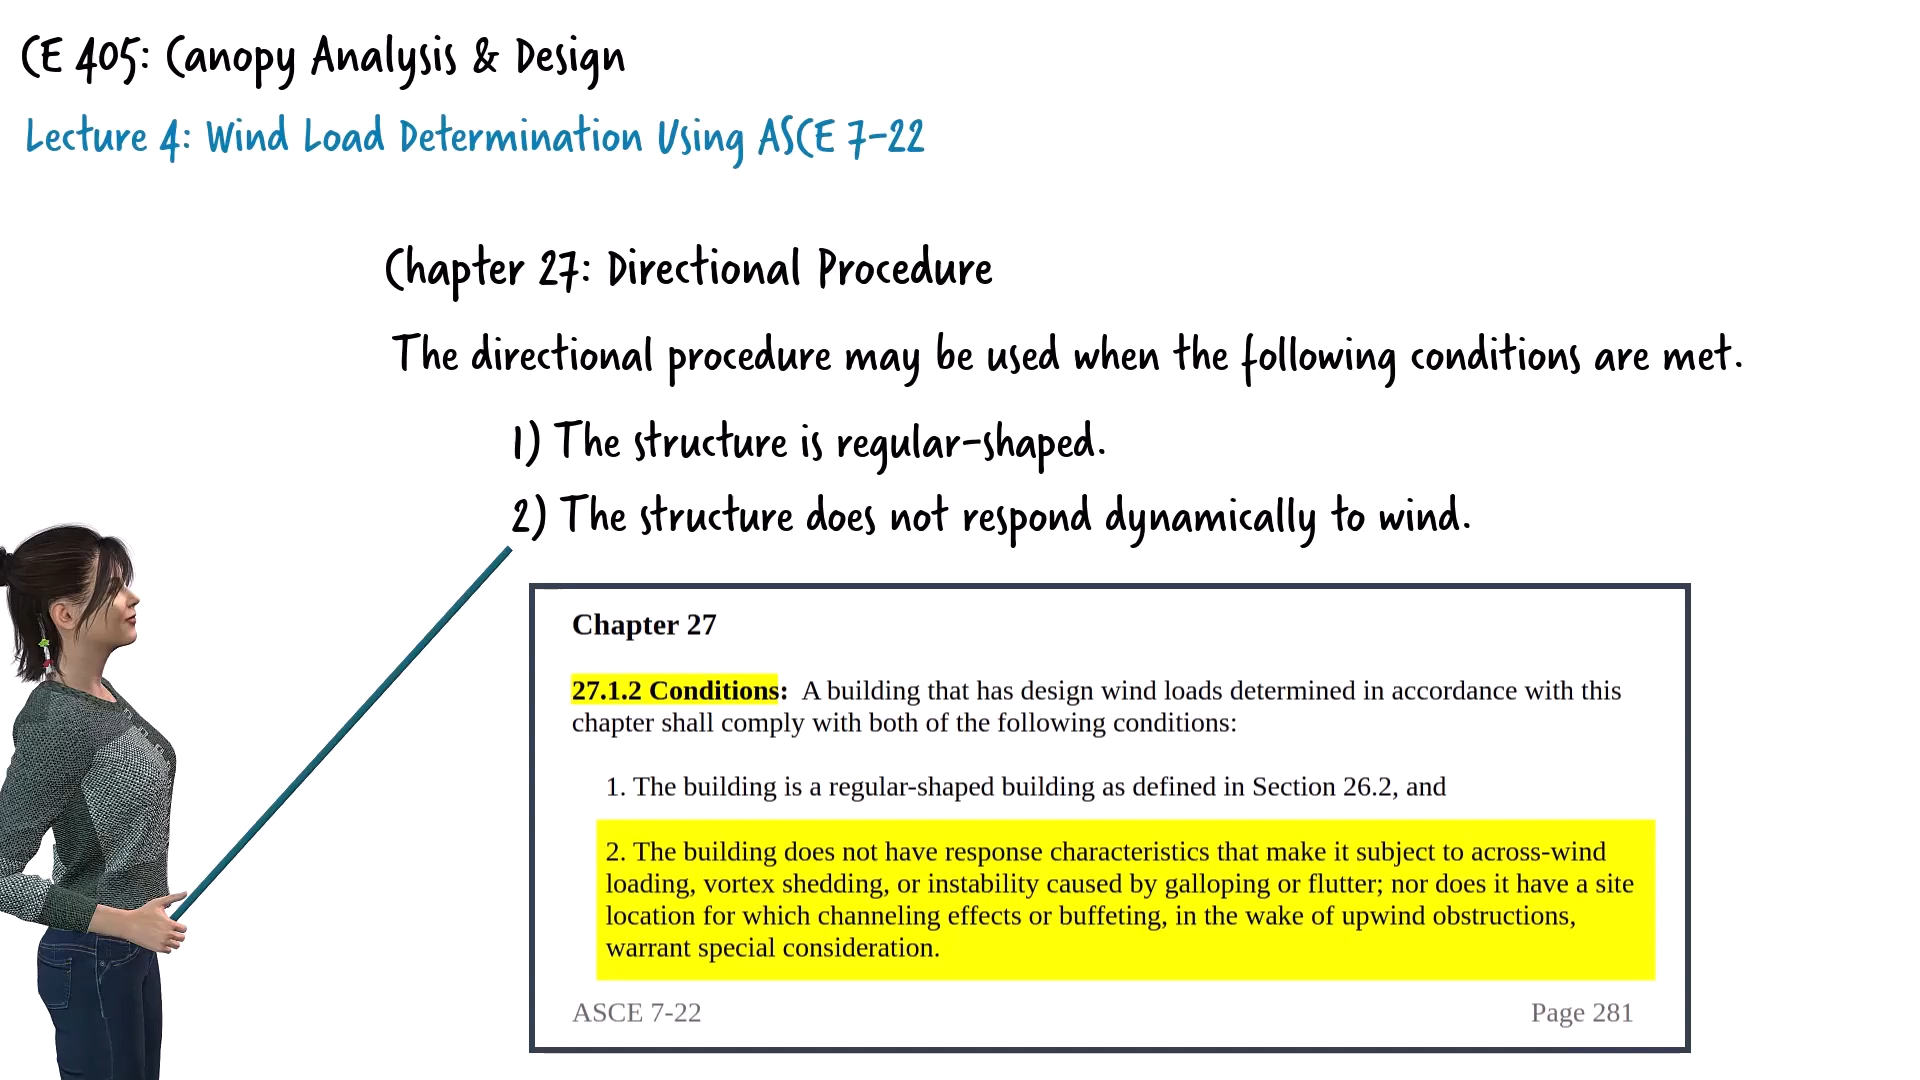 CE 405: Canopy Analysis & Design
Lecture 4: Wind Load Determination Using ASCE 7-22
Chapter 27: Directional Procedure
The directional procedure may be used when the following conditions are met.
1) The structure is regular-shaped.
2) The structure does not respond dynamically to wind.
Chapter 27
27.1.2 Conditions: A building that has design wind loads determined in accordance with this
chapter shall comply with both of the following conditions:
1. The building is a regular-shaped building as defined in Section 26.2, and
2. The building does not have response characteristics that make it subject to across-wind
loading, vortex shedding, or instability caused by galloping or flutter; nor does it have a site
location for which channeling effects or buffeting, in the wake of upwind obstructions,
warrant special consideration.
ASCE 7-22 Page 281